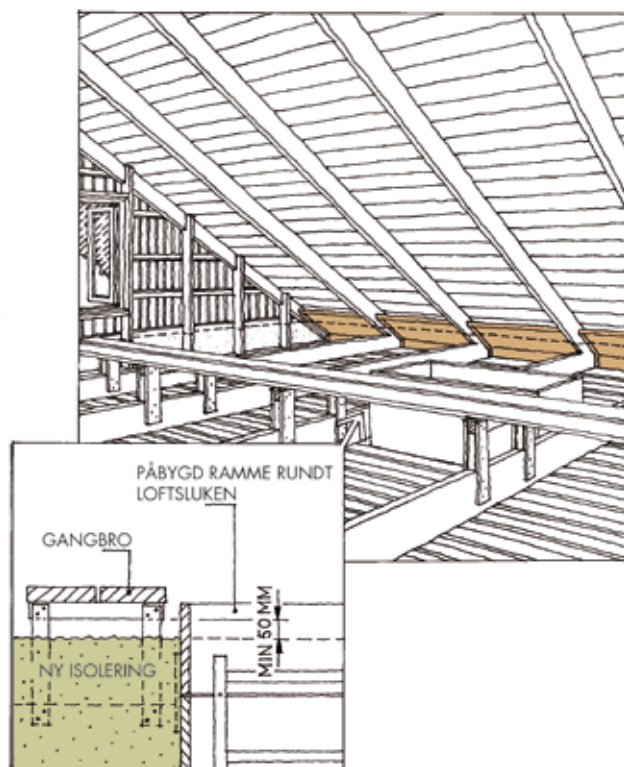 PÅBYGD RAMME RUNDT
LOFTSLUKEN
GANGBRO
MIN 50 MM
NY ISOLERING